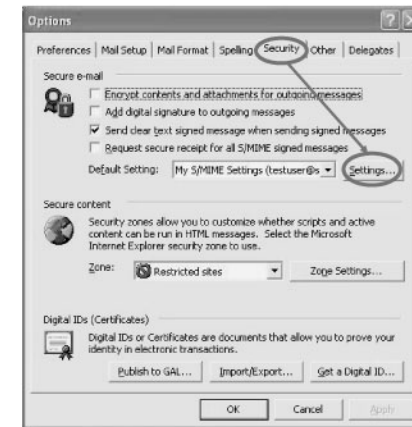 Options
Preferences Mail Setup Mail Format Spelling Security Other Delegates
Secure e-mail
Encrypt contents and attachments for outgoing messages
Add digital signature to outgoing messages
Send clear text signed message when sending signed messages
Request secure receipt for all S/MIME signed messages
Default Setting: My S/MIME Settings (testuser@s Settings...
Secure content
Security zones allow you to customize whether scripts and active
content can be run in HTML messages. Select the Microsoft
Internet Explorer security zone to use.
Zone: Restricted sites Zone Settings...
Digital IDs (Certificates)
Digital IDs or Certificates are documents that allow you to prove your
identity in electronic transactions.
Publish to GAL... Import/Export... Get a Digital ID...
OK Cancel Apply